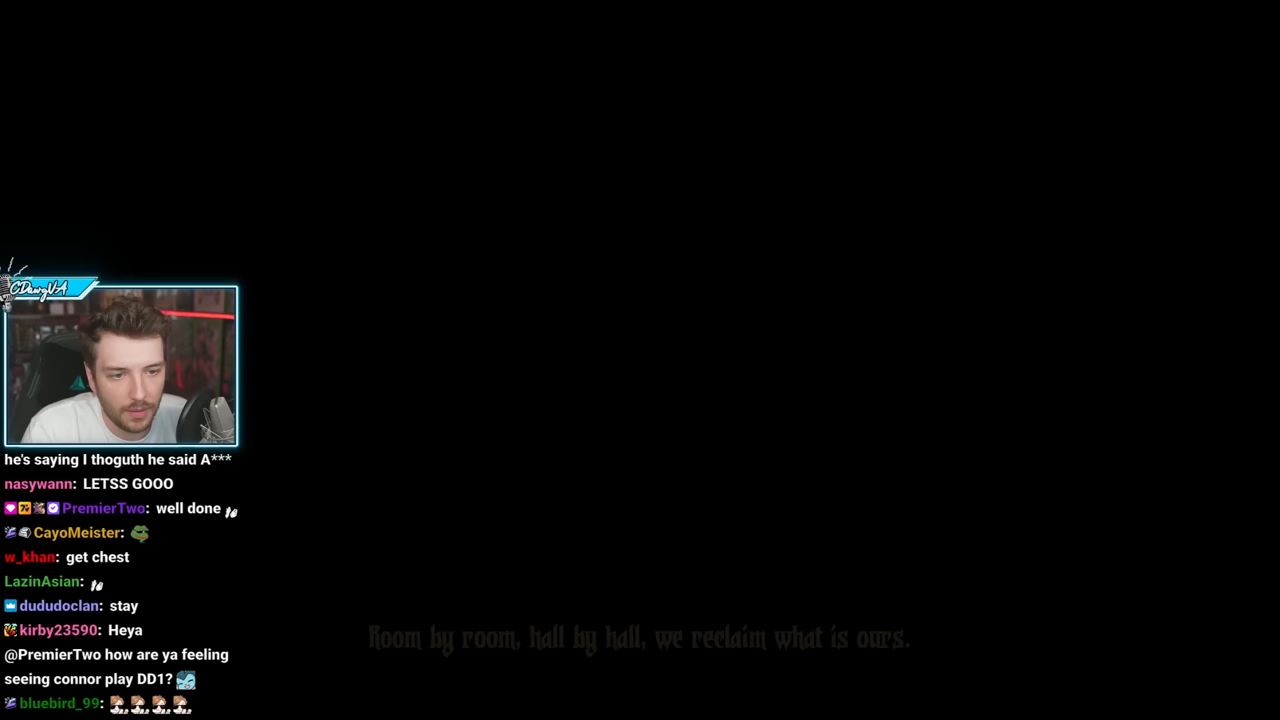 CDawgVA
he's saying I thoguth he said A***
nasywann: LETSS GOOO
PremierTwo: well done
CayoMeister:
w_khan: get chest
LazinAsian:
dududoclan: stay
kirby23590: Heya
@PremierTwo how are ya feeling
seeing connor play DD1?
bluebird_99:
Room by room, hall by hall, we reclaim what is ours.